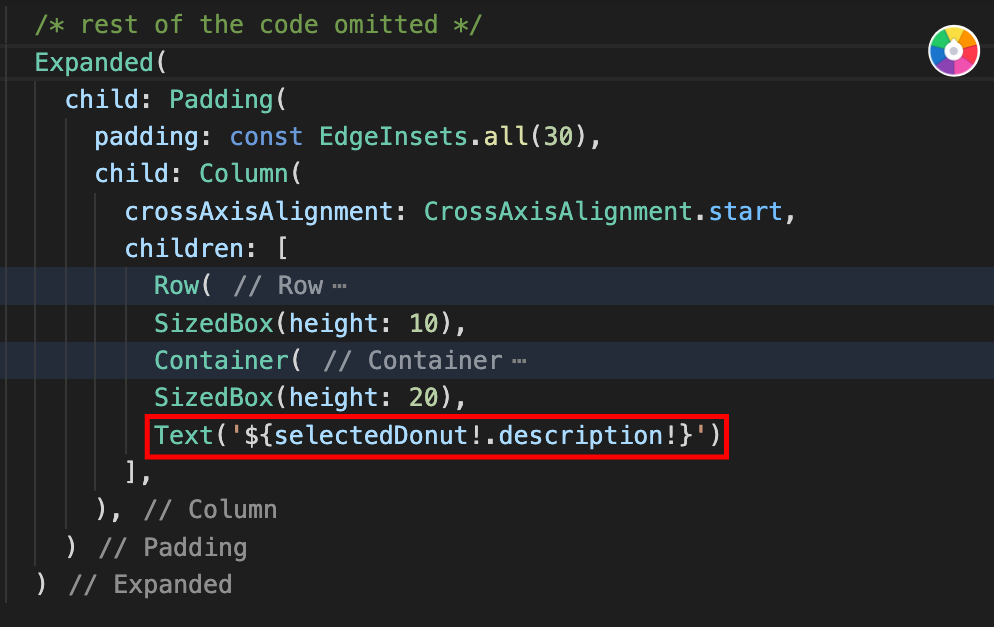 /* rest of the code omitted */
Expanded(
child: Padding(
padding: const EdgeInsets.all(30),
child: Column(
crossAxisAlignment: CrossAxisAlignment.start,
children: [
Row( // Row ⋯
SizedBox(height: 10),
Container( // Container ⋯
SizedBox(height: 20),
Text('${selectedDonut!.description!}')
],
), // Column
) // Padding
) // Expanded